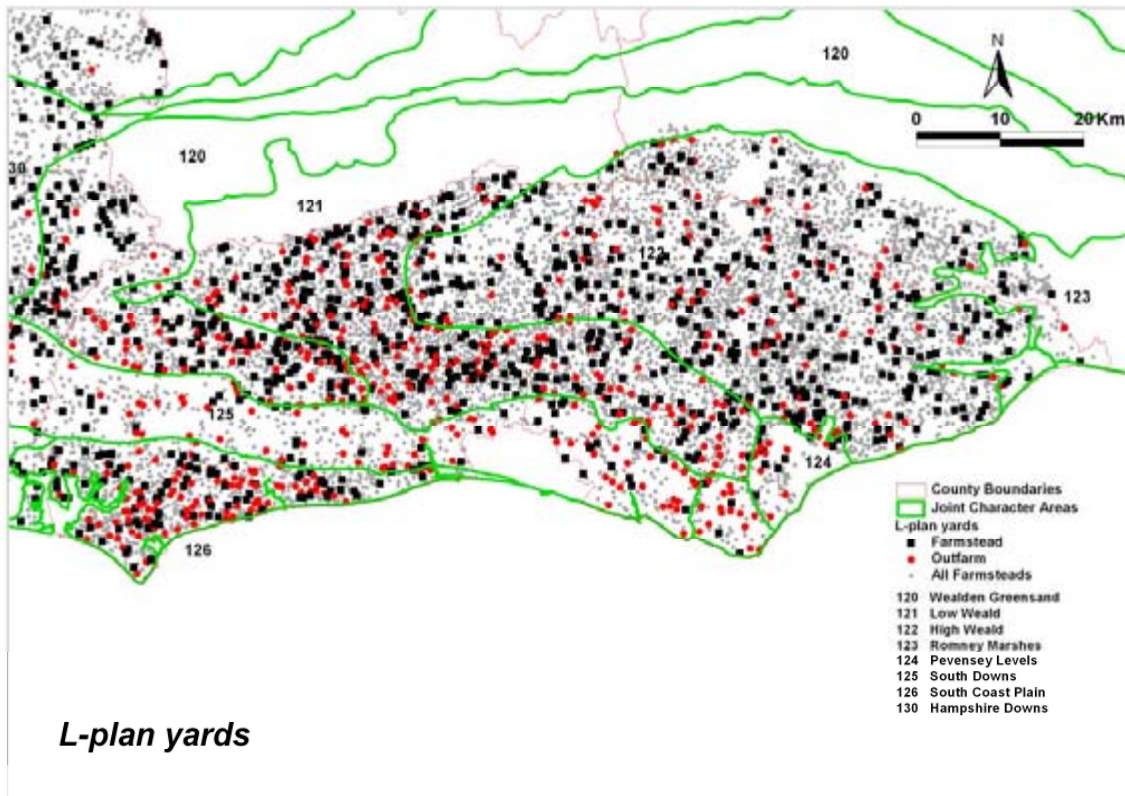 120
N
0 10 20 Km
120
30
121
122
123
125
124
126
County Boundaries
Joint Character Areas
L-plan yards
Farmstead
Outfarm
All Farmsteads
120 Wealden Greensand
121 Low Weald
122 High Weald
123 Romney Marshes
124 Pevensey Levels
125 South Downs
126 South Coast Plain
130 Hampshire Downs
L-plan yards